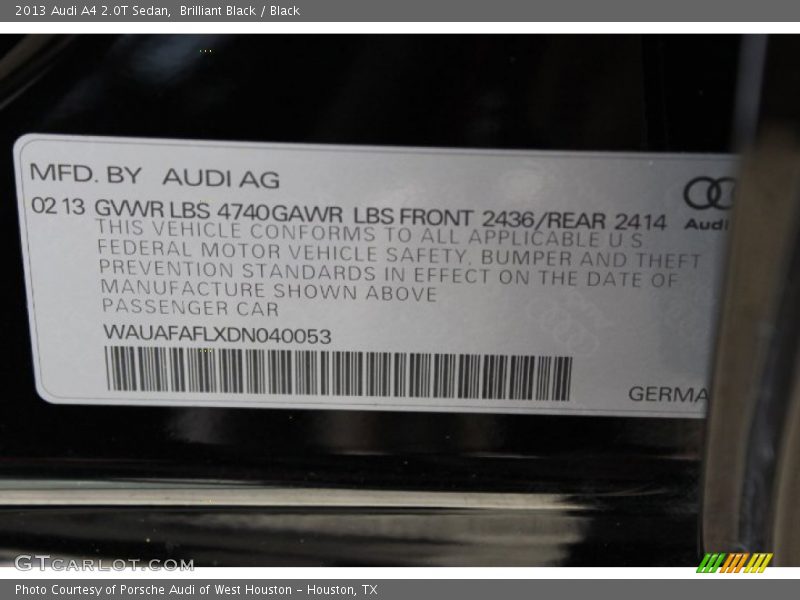 2013 Audi A4 2.0T Sedan, Brilliant Black / Black
MFD. BY AUDI AG
02 13 GVWR LBS 4740 GAWR LBS FRONT 2436/REAR 2414
Audi
THIS VEHICLE CONFORMS TO ALL APPLICABLE U S
FEDERAL MOTOR VEHICLE SAFETY, BUMPER AND THEFT
PREVENTION STANDARDS IN EFFECT ON THE DATE OF
MANUFACTURE SHOWN ABOVE
PASSENGER CAR
WAUAFAFLXDN040053
GERMA
GTCARLOT.COM
Photo Courtesy of Porsche Audi of West Houston - Houston, TX